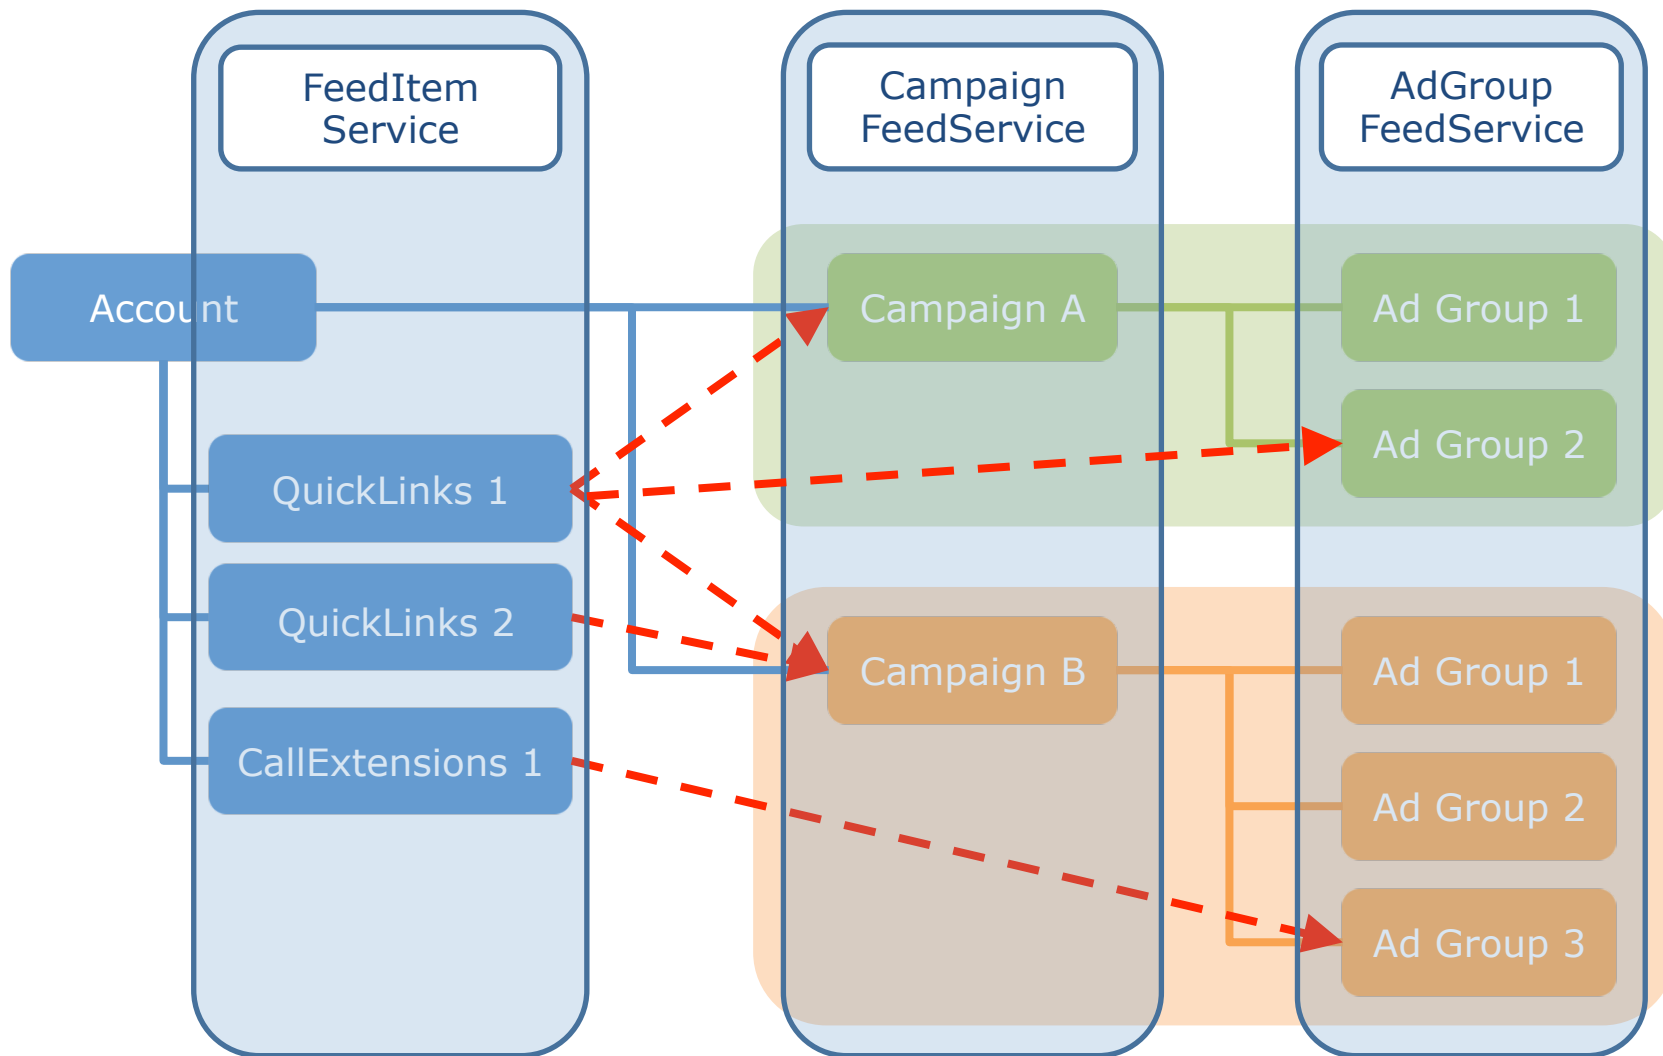 FeedItem
Service
Campaign
FeedService
AdGroup
FeedService
Account
Campaign A
Ad Group 1
Ad Group 2
QuickLinks 1
QuickLinks 2
Campaign B
Ad Group 1
CallExtensions 1
Ad Group 2
Ad Group 3